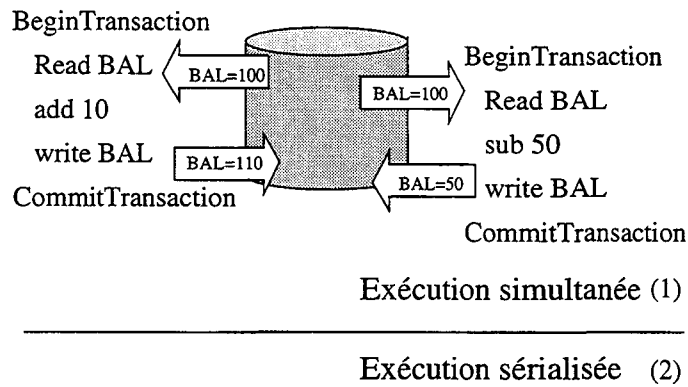 BeginTransaction
Read BAL
add 10
write BAL
CommitTransaction
BAL=100
BAL=110
BAL=100
BAL=50
BeginTransaction
Read BAL
sub 50
write BAL
CommitTransaction
Exécution simultanée (1)
Exécution sérialisée (2)